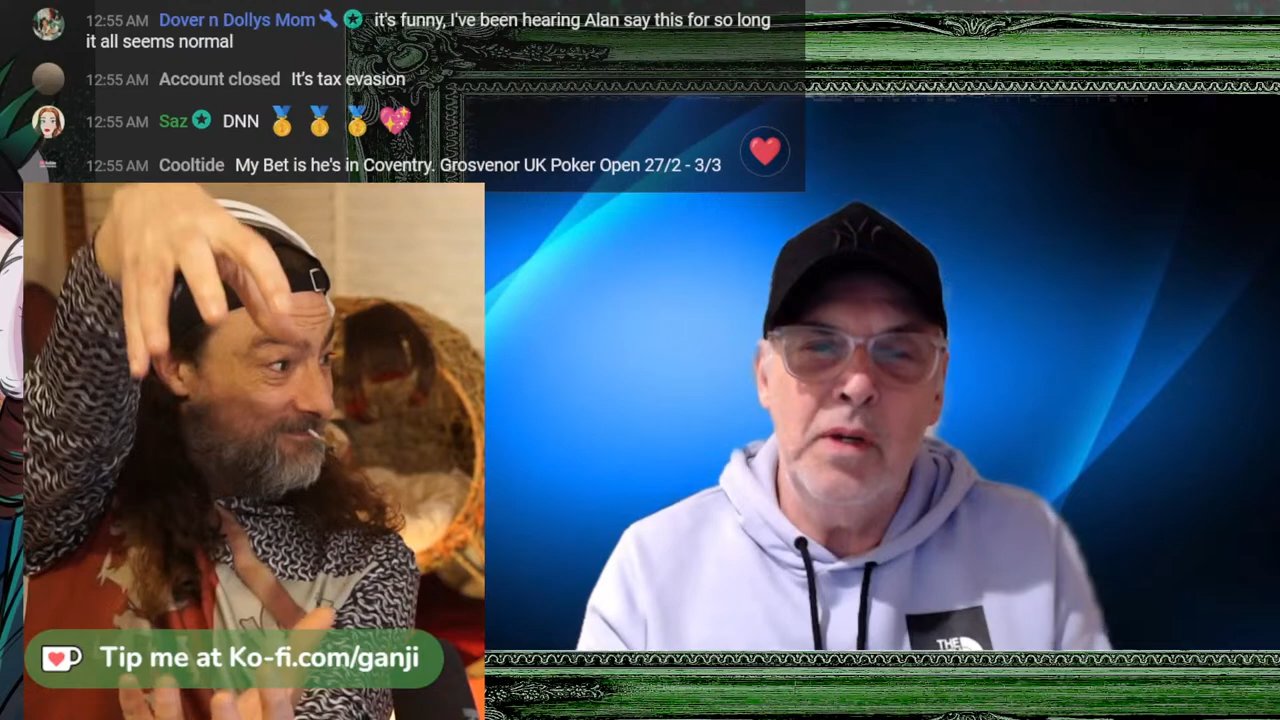 12:55 AM Dover n Dollys Mom it's funny, I've been hearing Alan say this for so long
it all seems normal
12:55 AM Account closed It's tax evasion
12:55 AM Saz DNN 🥇 🥇 🥇 💖
12:55 AM Cooltide My Bet is he's in Coventry. Grosvenor UK Poker Open 27/2 - 3/3
NY
THE
Tip me at Ko-fi.com/ganji